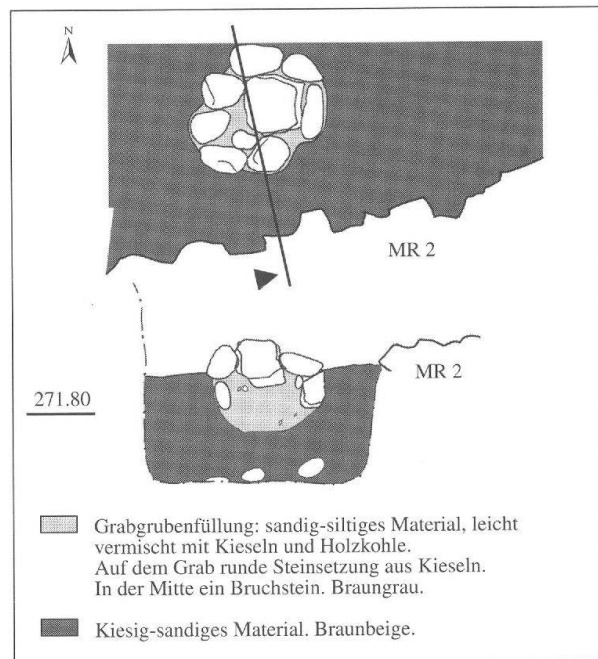 N
MR 2
MR 2
271.80
Grabgrubenfüllung: sandig-siltiges Material, leicht
vermischt mit Kieseln und Holzkohle.
Auf dem Grab runde Steinsetzung aus Kieseln.
In der Mitte ein Bruchstein. Braungrau.
Kiesig-sandiges Material. Braunbeige.